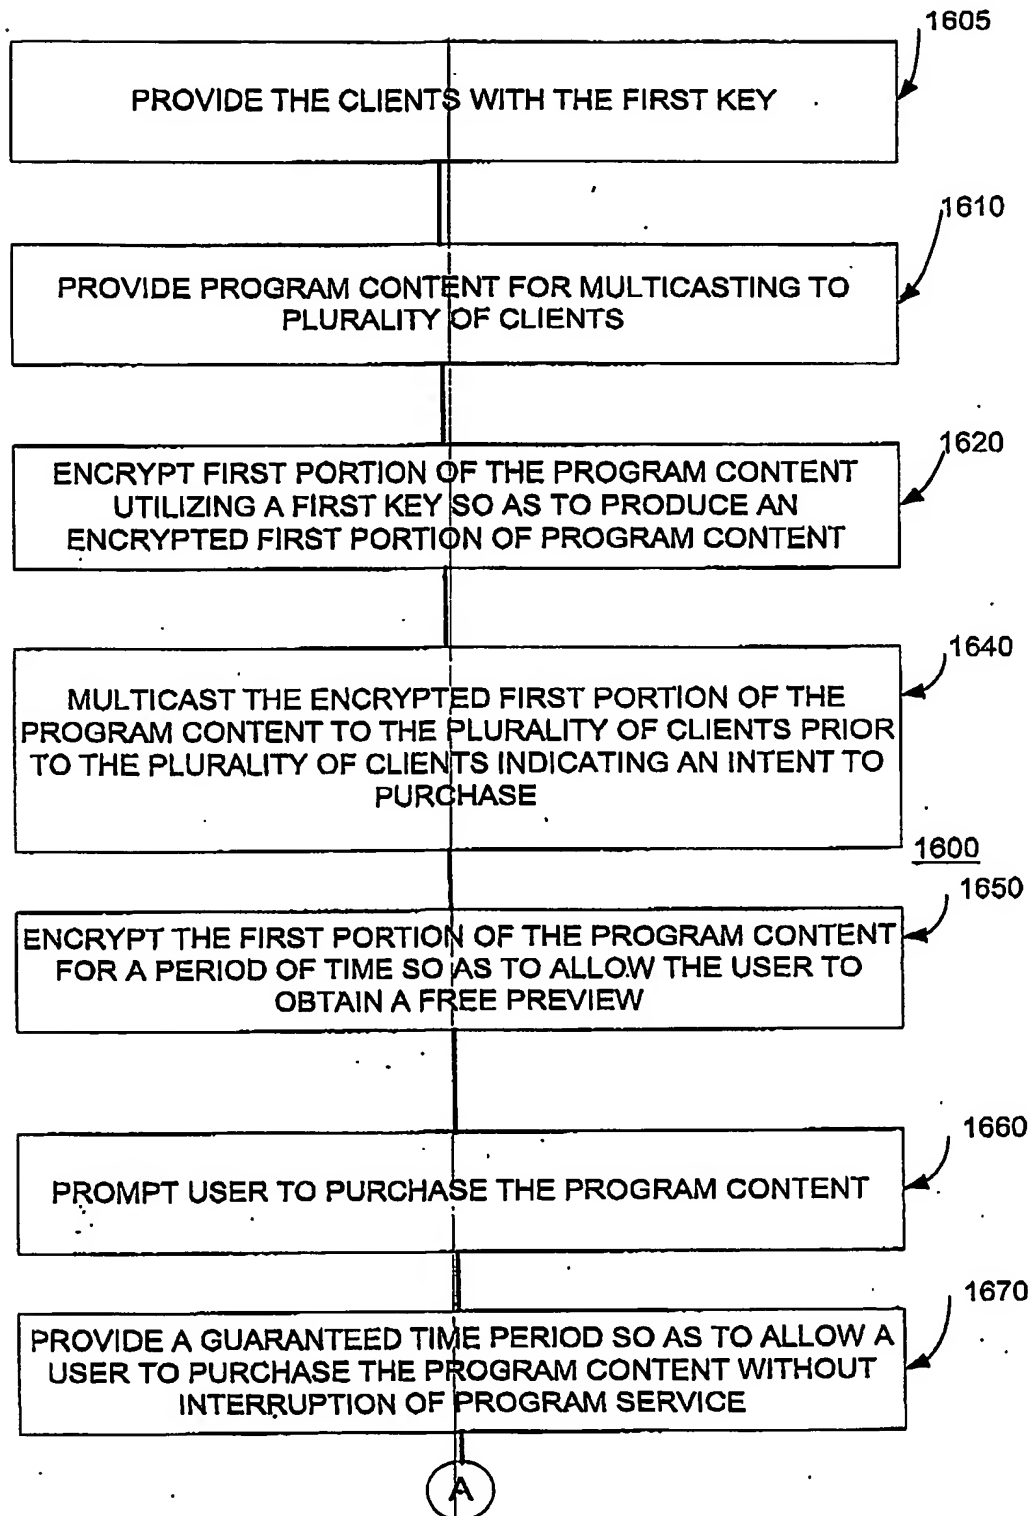 1605
PROVIDE THE CLIENTS WITH THE FIRST KEY
1610
PROVIDE PROGRAM CONTENT FOR MULTICASTING TO
PLURALITY OF CLIENTS
1620
ENCRYPT FIRST PORTION OF THE PROGRAM CONTENT
UTILIZING A FIRST KEY SO AS TO PRODUCE AN
ENCRYPTED FIRST PORTION OF PROGRAM CONTENT
1640
MULTICAST THE ENCRYPTED FIRST PORTION OF THE
PROGRAM CONTENT TO THE PLURALITY OF CLIENTS PRIOR
TO THE PLURALITY OF CLIENTS INDICATING AN INTENT TO
PURCHASE
1600
1650
ENCRYPT THE FIRST PORTION OF THE PROGRAM CONTENT
FOR A PERIOD OF TIME SO AS TO ALLOW THE USER TO
OBTAIN A FREE PREVIEW
1660
PROMPT USER TO PURCHASE THE PROGRAM CONTENT
1670
PROVIDE A GUARANTEED TIME PERIOD SO AS TO ALLOW A
USER TO PURCHASE THE PROGRAM CONTENT WITHOUT
INTERRUPTION OF PROGRAM SERVICE
A